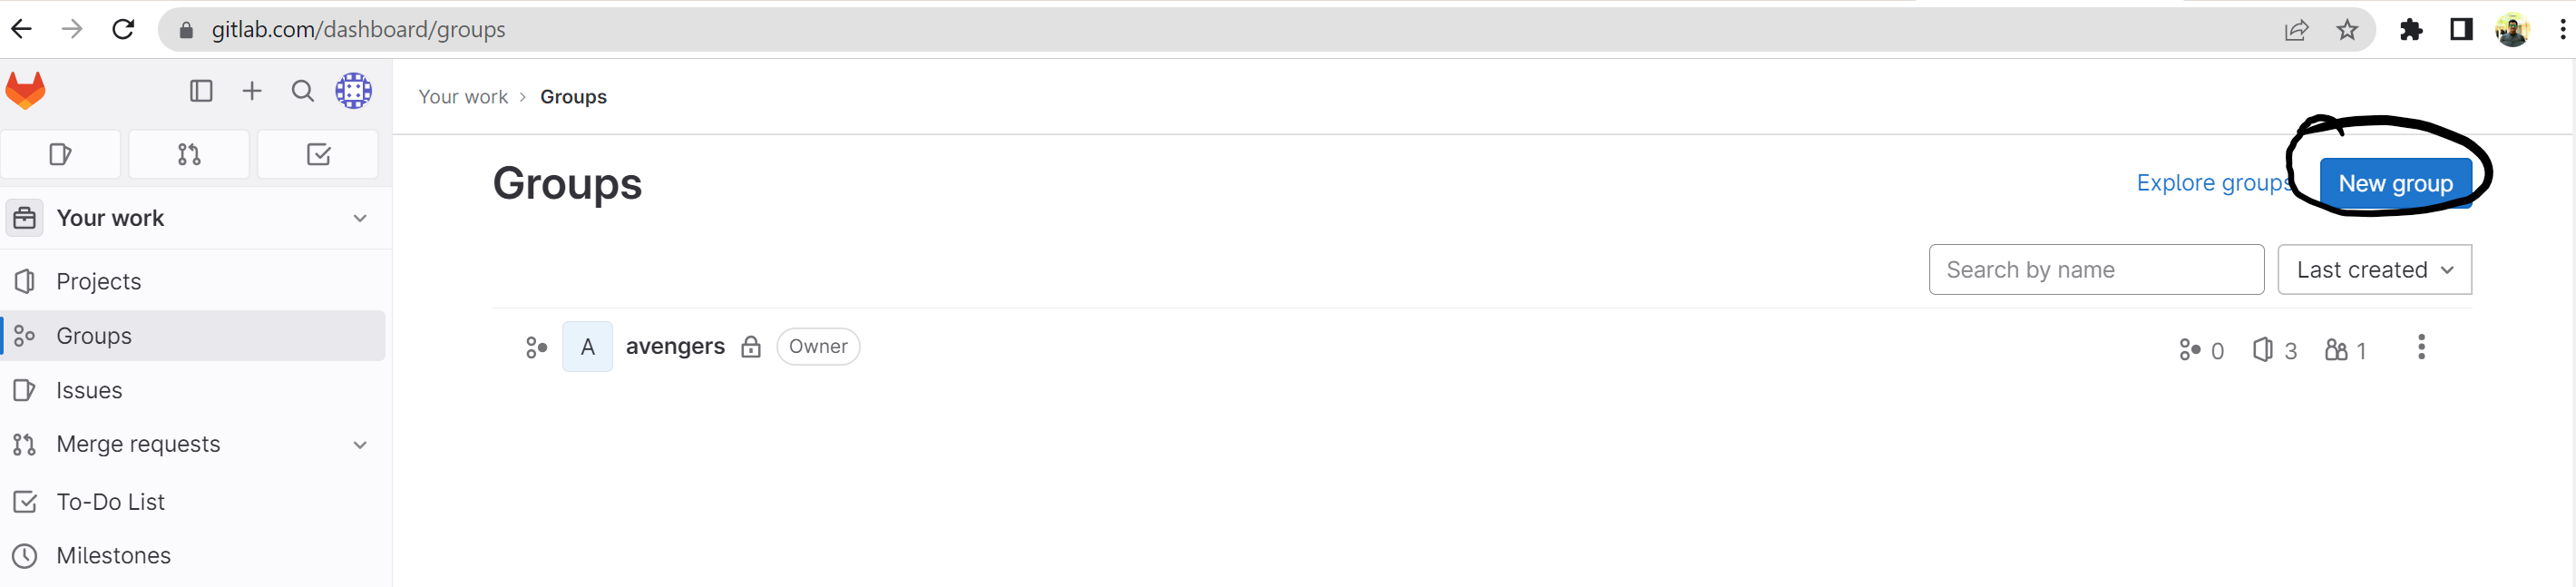 gitlab.com/dashboard/groups
Your work > Groups
Groups
Explore groups
New group
Your work
Projects
Groups
Issues
Merge requests
To-Do List
Milestones
Search by name
Last created
A avengers Owner 0 3 1